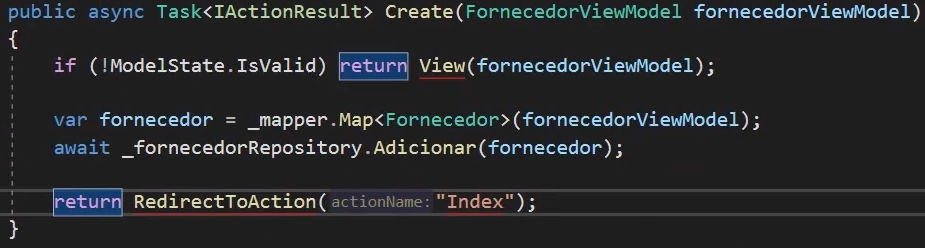 public async Task<IActionResult> Create(FornecedorViewModel fornecedorViewModel)
{
if (!ModelState.IsValid) return View(fornecedorViewModel);
var fornecedor = _mapper.Map<Fornecedor>(fornecedorViewModel);
await _fornecedorRepository.Adicionar(fornecedor);
return RedirectToAction(actionName:"Index");
}